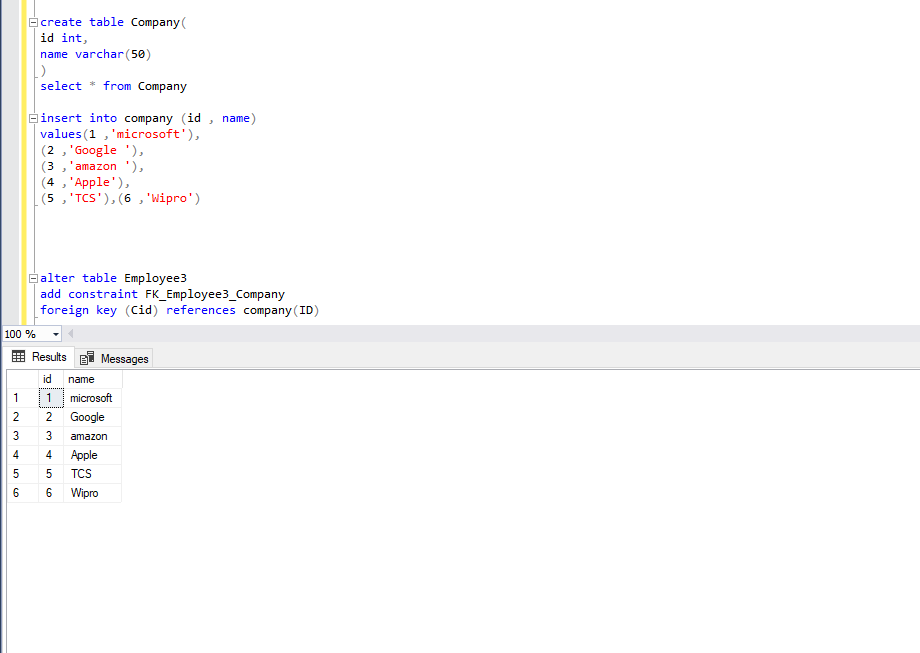 create table Company(
id int,
name varchar(50)
)
select * from Company
insert into company (id , name)
values(1 ,'microsoft'),
(2 ,'Google '),
(3 ,'amazon '),
(4 ,'Apple'),
(5 ,'TCS'),(6 ,'Wipro')
alter table Employee3
add constraint FK_Employee3_Company
foreign key (Cid) references company(ID)
100 %
Results Messages
id name
1 1 microsoft
2 2 Google
3 3 amazon
4 4 Apple
5 5 TCS
6 6 Wipro